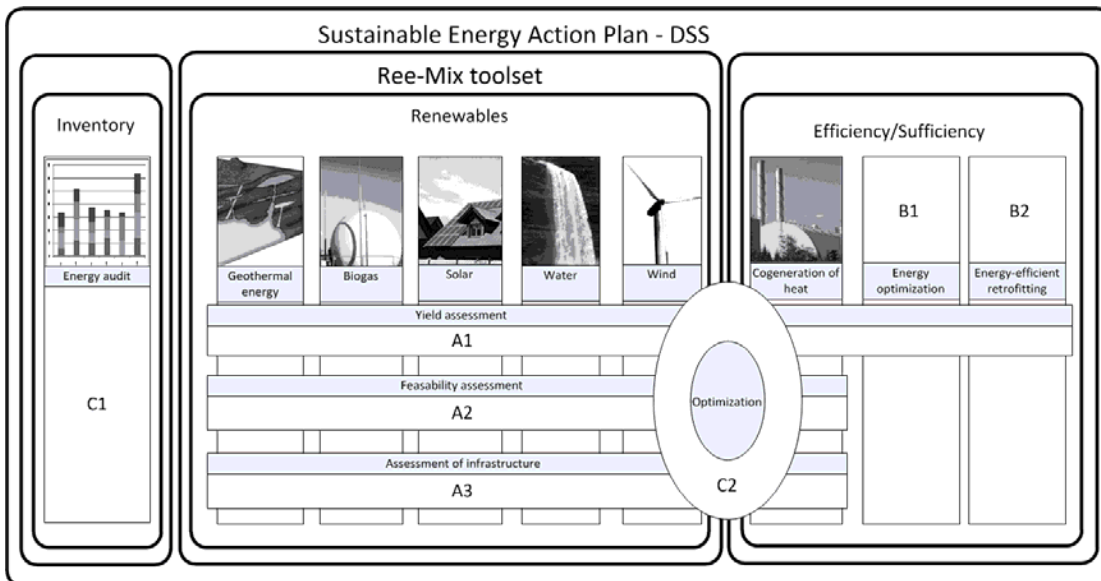 Sustainable Energy Action Plan - DSS
Ree-Mix toolset
Inventory
Renewables
Efficiency/Sufficiency
B1
B2
Energy audit
Geothermal
energy
Biogas
Solar
Water
Wind
Cogeneration of
heat
Energy
optimization
Energy-efficient
retrofitting
Yield assessment
A1
Feasability assessment
A2
Optimization
C1
Assessment of infrastructure
A3
C2